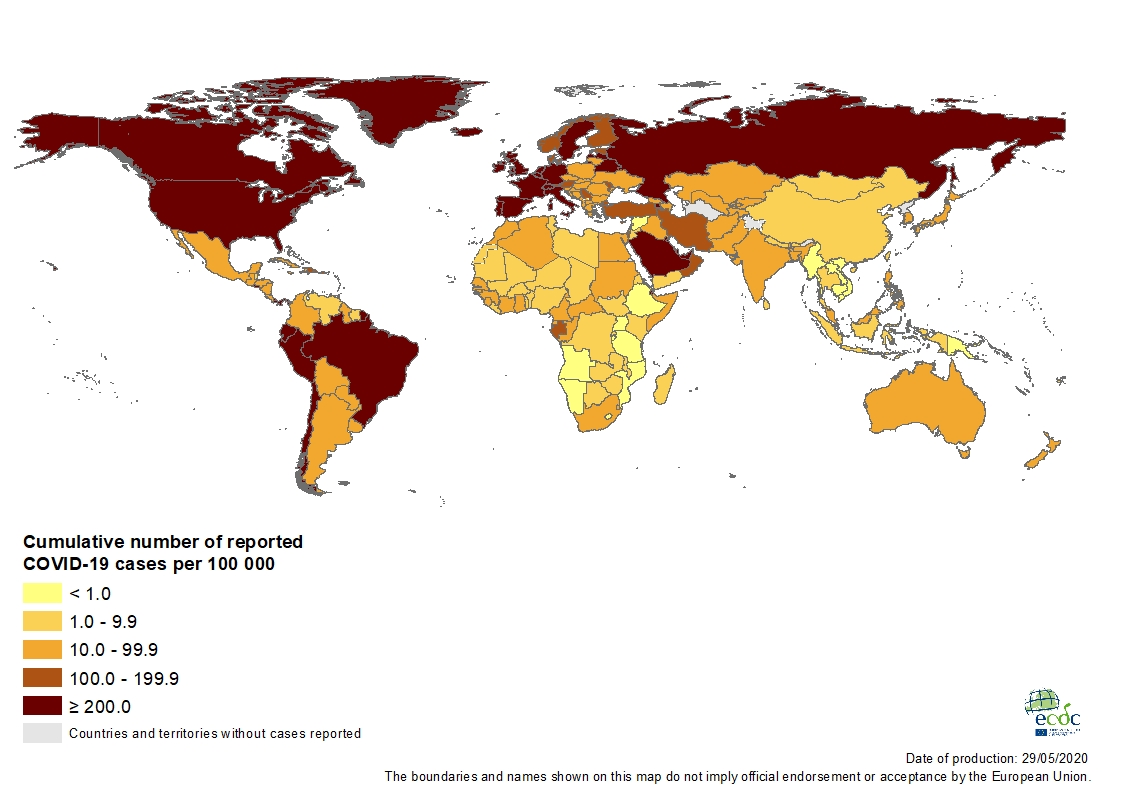 Cumulative number of reported
COVID-19 cases per 100 000
< 1.0
1.0 - 9.9
10.0 - 99.9
100.0 - 199.9
≥ 200.0
Countries and territories without cases reported
ecdc
Date of production: 29/05/2020
The boundaries and names shown on this map do not imply official endorsement or acceptance by the European Union.